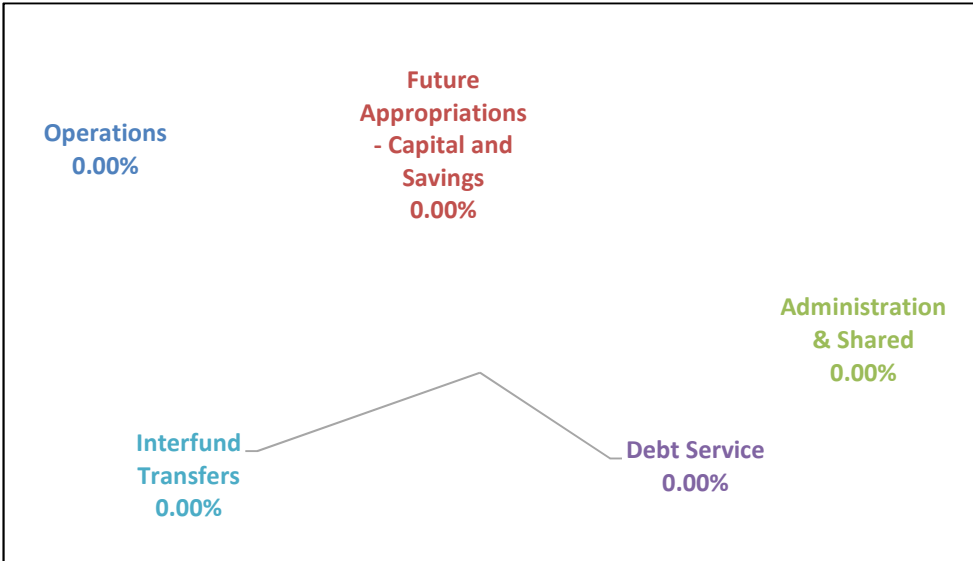 Operations
0.00%
Future
Appropriations
- Capital and
Savings
0.00%
Administration
& Shared
0.00%
Interfund
Transfers
0.00%
Debt Service
0.00%